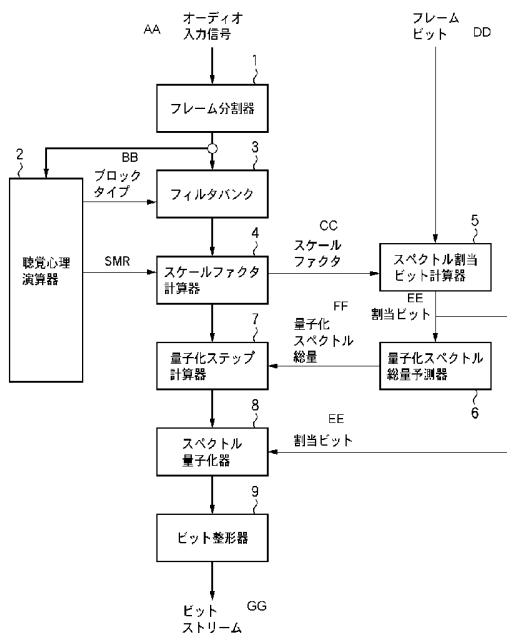 AA
オーディオ
入力信号
フレーム
ビット
DD
1
フレーム分割器
2
聴覚心理
演算器
BB
ブロック
タイプ
3
フィルタバンク
SMR
4
スケールファクタ
計算器
CC
スケール
ファクタ
5
スペクトル割当
ビット計算器
EE
割当ビット
FF
量子化
スペクトル
総量
7
量子化ステップ
計算器
量子化スペクトル
総量予測器
6
8
スペクトル
量子化器
EE
割当ビット
9
ビット整形器
ビット
ストリーム
GG